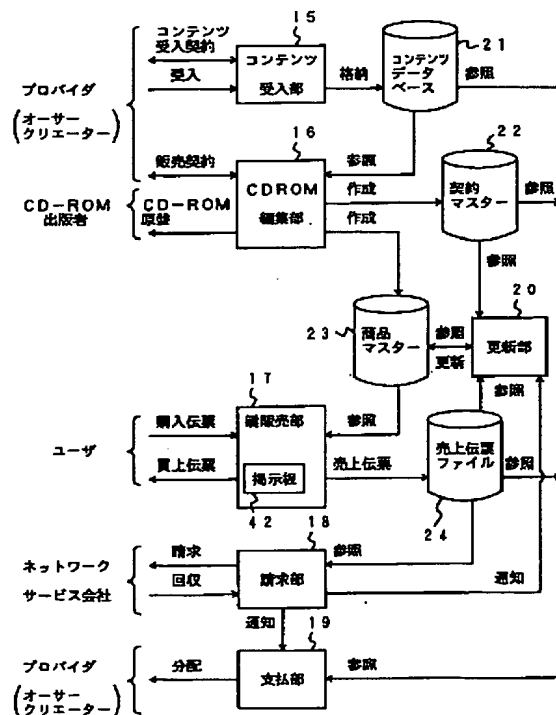 コンテンツ
受入契約
受入
プロバイダ
(オーサー
クリエーター)
15
コンテンツ
受入部
格納
コンテンツ
データ
ベース
21
参照
販売契約
16
CDROM
編集部
参照
作成
作成
22
契約
マスター
参照
CD-ROM
出版者
CD-ROM
原盤
参照
20
更新部
23
商品
マスター
参照
更新
参照
17
販売部
掲示板
42
ユーザ
購入伝票
買上伝票
参照
売上伝票
売上伝票
ファイル
24
参照
ネットワーク
サービス会社
請求
回収
18
請求部
参照
通知
通知
19
支払部
プロバイダ
(オーサー
クリエーター)
分配
参照